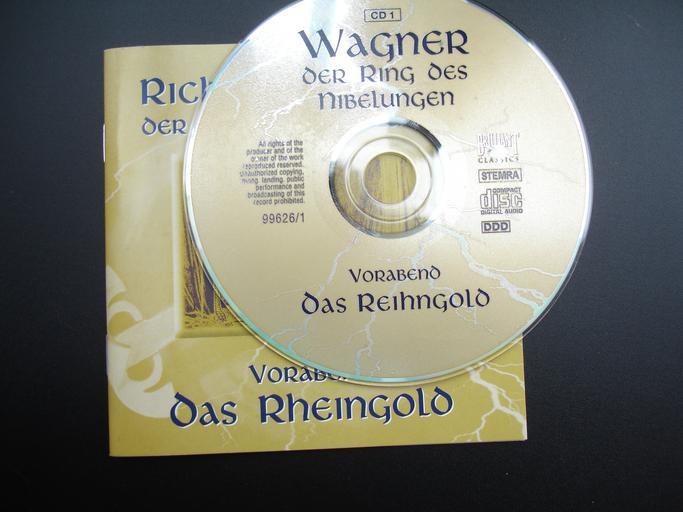 CD 1
WAGNER
DER RING DES
NIBELUNGEN
All rights of the
producer and of the
owner of the work
reproduced reserved.
Unauthorized copying,
hiring, lending, public
performance and
broadcasting of this
record prohibited.
99626/1
BRILLIANT
CLASSICS
STEMRA
COMPACT
disc
DIGITAL AUDIO
DDD
VORABEND
DAS REIHNGOLD
RICH
DER
VORABE
DAS RHEINGOLD